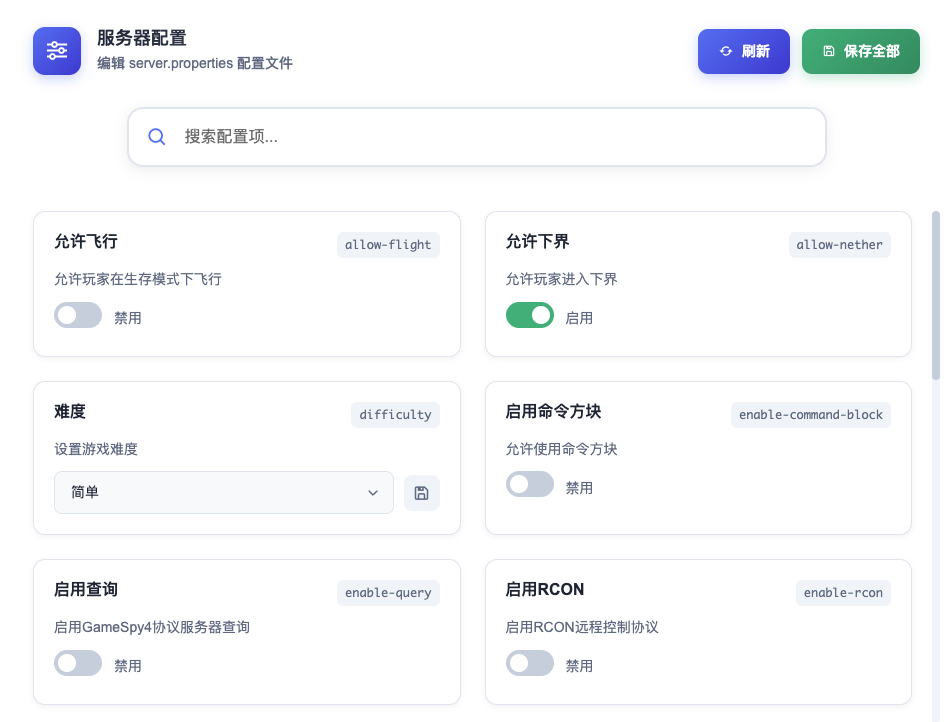 服务器配置
编辑 server.properties 配置文件
刷新
保存全部
搜索配置项...
允许飞行
allow-flight
允许玩家在生存模式下飞行
禁用
允许下界
allow-nether
允许玩家进入下界
启用
难度
difficulty
设置游戏难度
简单
启用命令方块
enable-command-block
允许使用命令方块
禁用
启用查询
enable-query
启用GameSpy4协议服务器查询
禁用
启用RCON
enable-rcon
启用RCON远程控制协议
禁用